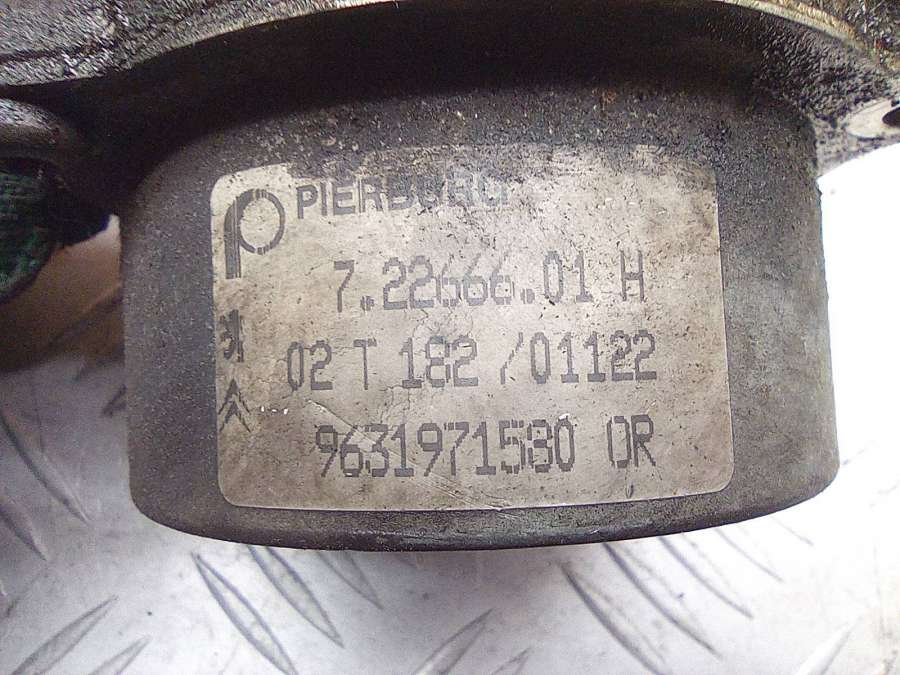 PIERBURG
7.22666.01 H
02 T 182 /01122
9631971580 OR